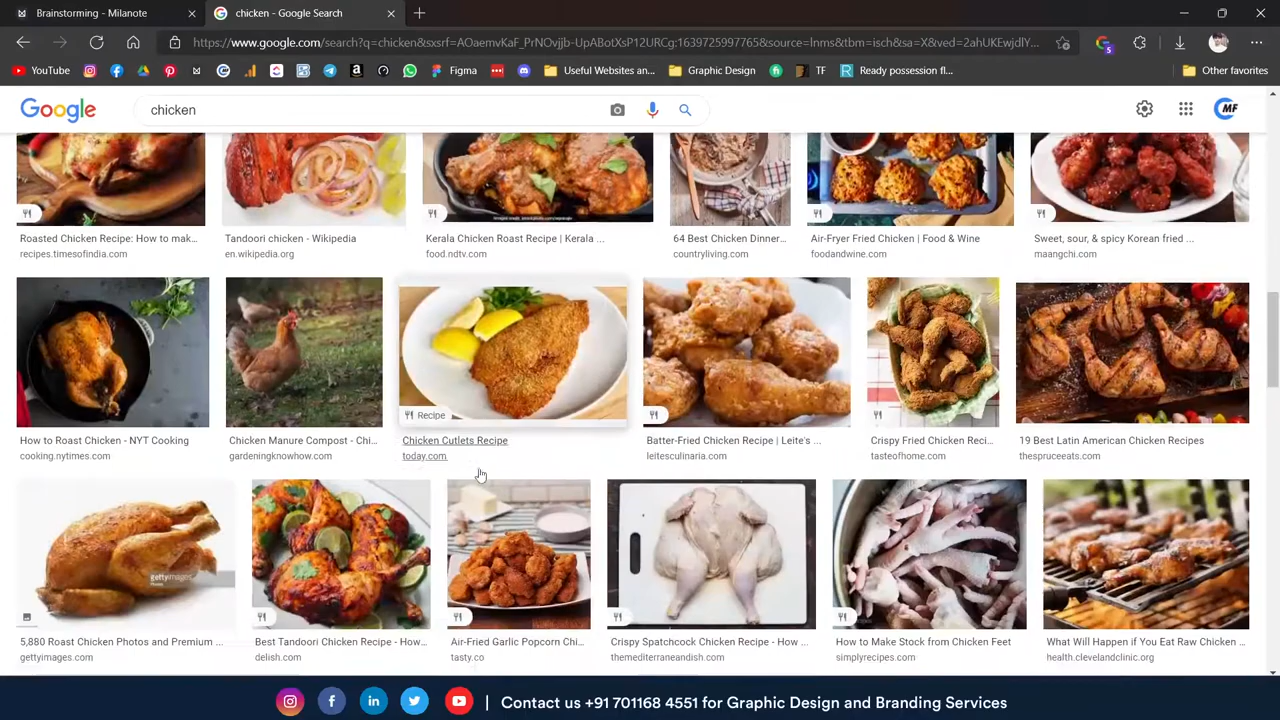 Brainstorming - Milanote
chicken - Google Search
https://www.google.com/search?q=chicken&sxsrf=AOaemvKaF_PrNOvjjb-UpABotXsP12URCg:1639725997765&source=lnms&tbm=isch&sa=X&ved=2ahUKEwjdlY...
5
YouTube
Figma
Useful Websites an...
Graphic Design
TF
Ready possession fl...
Other favorites
Google
chicken
MF
Roasted Chicken Recipe: How to mak...
recipes.timesofindia.com
Tandoori chicken - Wikipedia
en.wikipedia.org
Kerala Chicken Roast Recipe | Kerala ...
food.ndtv.com
64 Best Chicken Dinner...
countryliving.com
Air-Fryer Fried Chicken | Food & Wine
foodandwine.com
Sweet, sour, & spicy Korean fried ...
maangchi.com
Recipe
How to Roast Chicken - NYT Cooking
cooking.nytimes.com
Chicken Manure Compost - Chi...
gardeningknowhow.com
Chicken Cutlets Recipe
today.com
Batter-Fried Chicken Recipe | Leite's ...
leitesculinaria.com
Crispy Fried Chicken Reci...
tasteofhome.com
19 Best Latin American Chicken Recipes
thespruceeats.com
gettyimages
5,880 Roast Chicken Photos and Premium ...
gettyimages.com
Best Tandoori Chicken Recipe - How...
delish.com
Air-Fried Garlic Popcorn Chi...
tasty.co
Crispy Spatchcock Chicken Recipe - How ...
themediterraneandish.com
How to Make Stock from Chicken Feet
simplyrecipes.com
What Will Happen if You Eat Raw Chicken ...
health.clevelandclinic.org
| Contact us +91 701168 4551 for Graphic Design and Branding Services